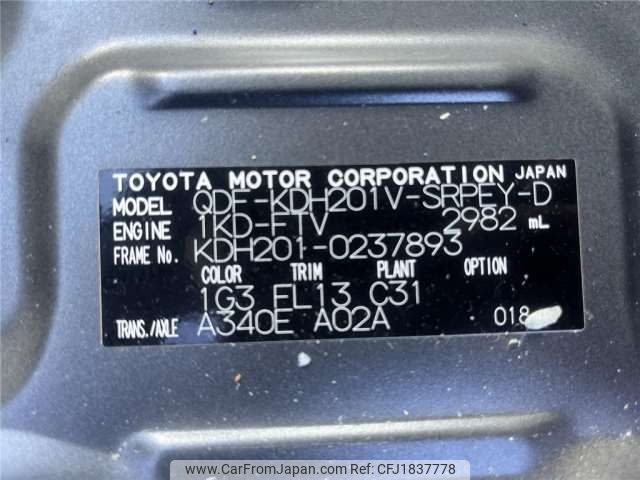 TOYOTA MOTOR CORPORATION JAPAN
MODEL QDF-KDH201V-SRPEY-D
ENGINE 1KD-FTV 2982 mL
FRAME No. KDH201-0237893
COLOR TRIM PLANT OPTION
1G3 FL13 C31
TRANS./AXLE A340E A02A 018
www.CarFromJapan.com CarID:CFJ1837778